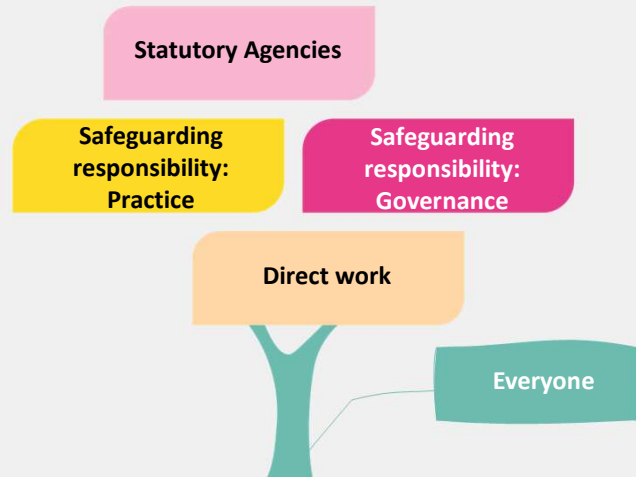 Statutory Agencies
Safeguarding
responsibility:
Practice
Safeguarding
responsibility:
Governance
Direct work
Everyone